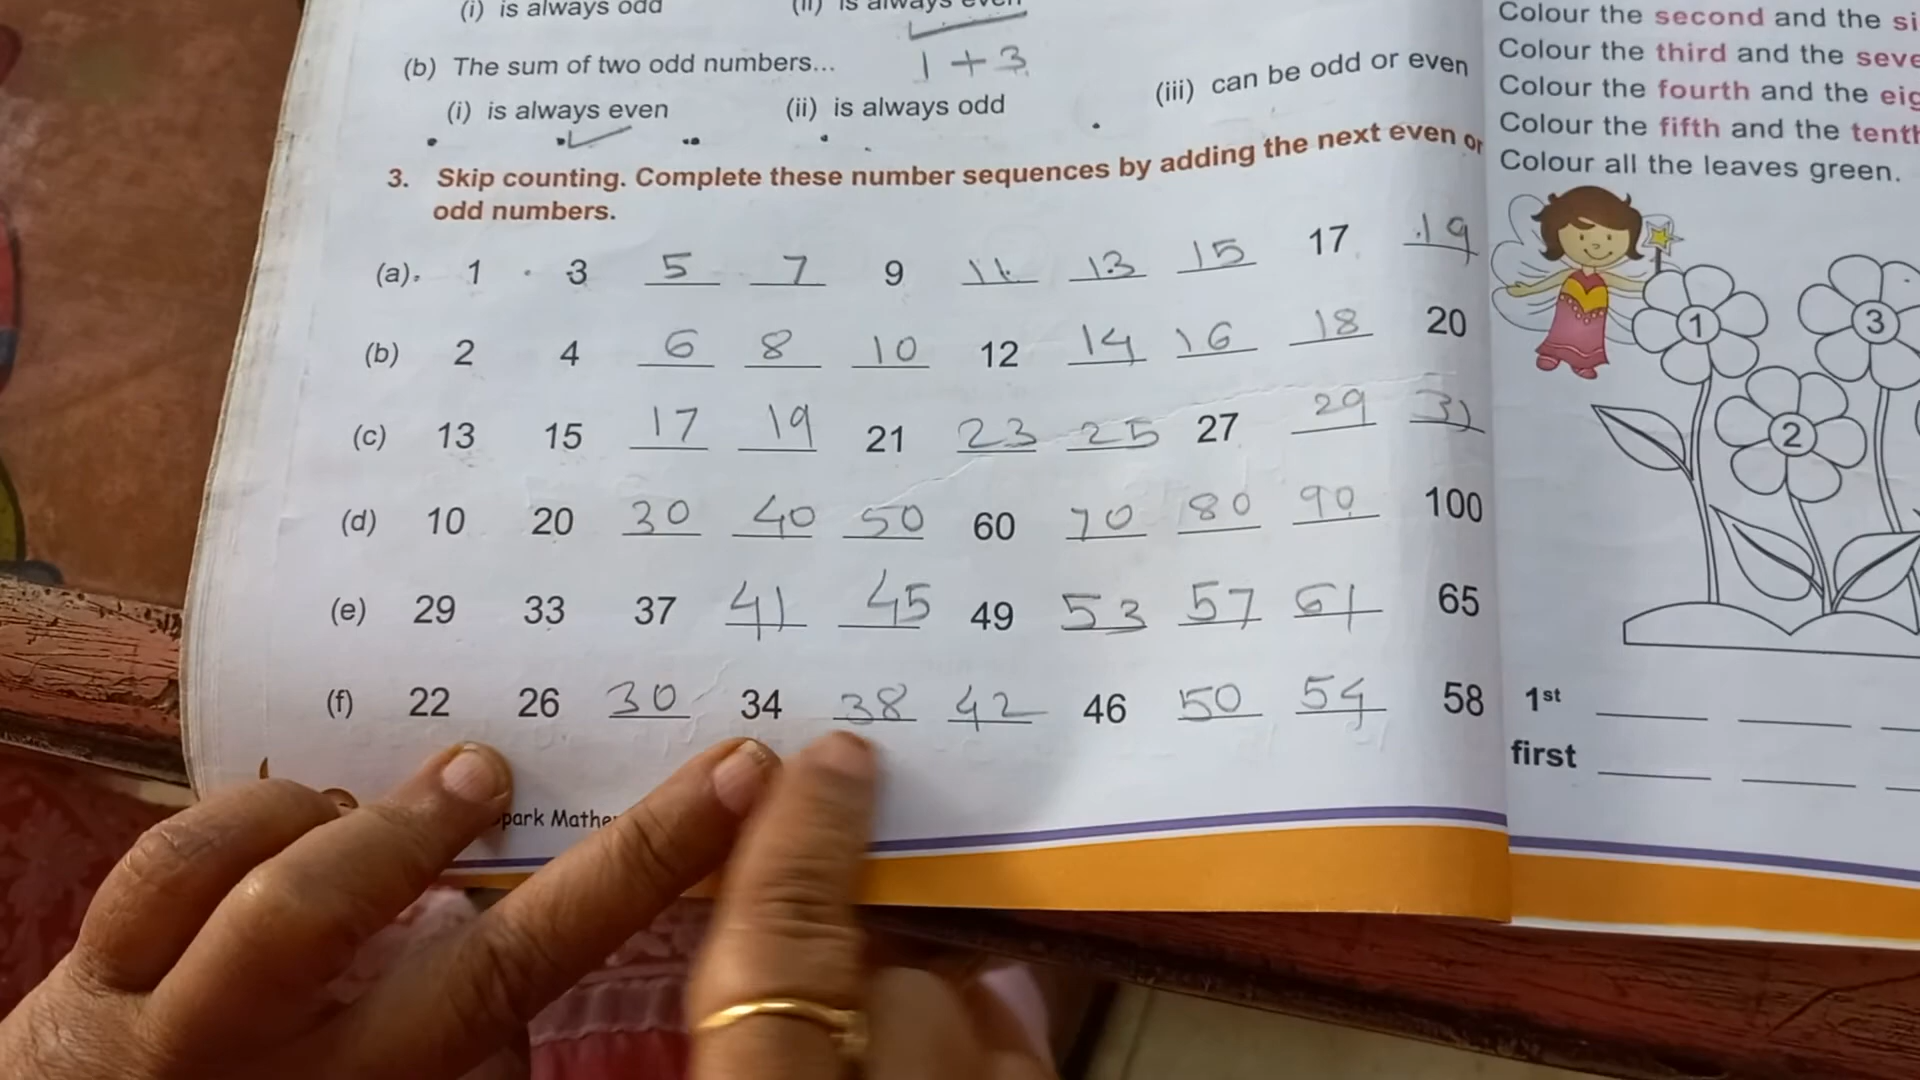 (i) is always odd (ii) is always even
(b) The sum of two odd numbers... 1 + 3
(i) is always even (ii) is always odd (iii) can be odd or even
3. Skip counting. Complete these number sequences by adding the next even or
odd numbers.
(a). 1 3 5 7 9 11 13 15 17 19
(b) 2 4 6 8 10 12 14 16 18 20
(c) 13 15 17 19 21 23 25 27 29 31
(d) 10 20 30 40 50 60 70 80 90 100
(e) 29 33 37 41 45 49 53 57 61 65
(f) 22 26 30 34 38 42 46 50 54 58
Colour the second and the
Colour the third and the
Colour the fourth and the
Colour the fifth and the tenth
Colour all the leaves green.
1 3
2
1st
first